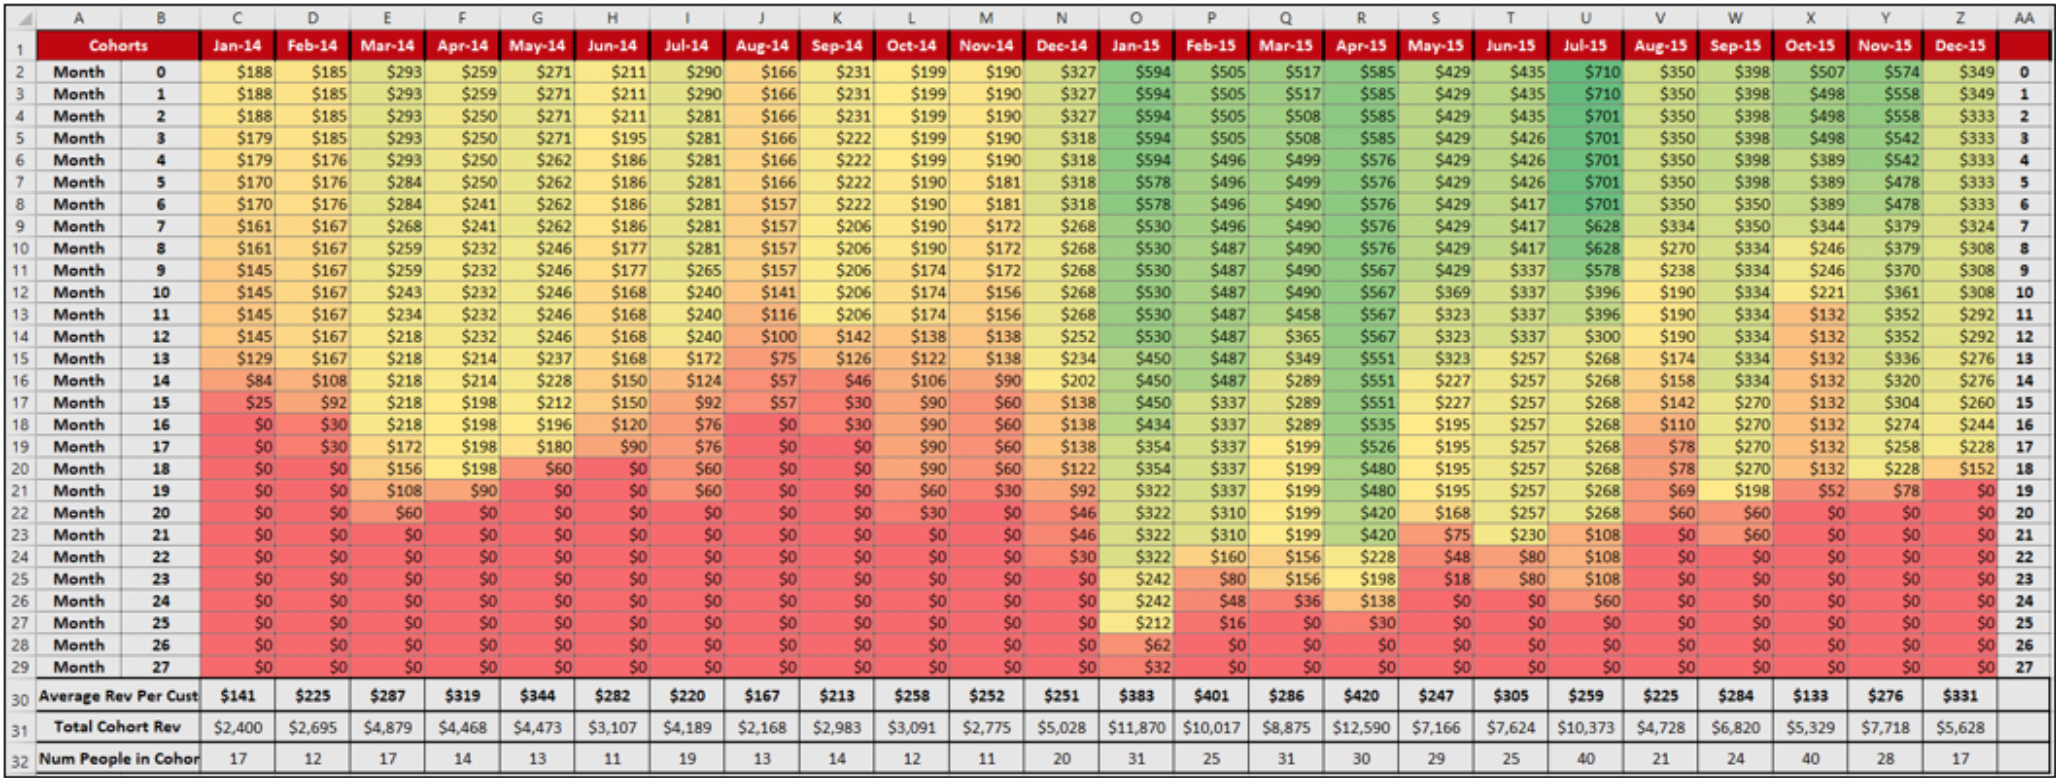 A B C D E F G H I J K L M N O P Q R S T U V W X Y Z AA
1 Cohorts Jan-14 Feb-14 Mar-14 Apr-14 May-14 Jun-14 Jul-14 Aug-14 Sep-14 Oct-14 Nov-14 Dec-14 Jan-15 Feb-15 Mar-15 Apr-15 May-15 Jun-15 Jul-15 Aug-15 Sep-15 Oct-15 Nov-15 Dec-15
2 Month 0 $188 $185 $293 $259 $271 $211 $290 $166 $231 $199 $190 $327 $594 $505 $517 $585 $429 $435 $710 $350 $398 $507 $574 $349 0
3 Month 1 $188 $185 $293 $259 $271 $211 $290 $166 $231 $199 $190 $327 $594 $505 $517 $585 $429 $435 $710 $350 $398 $498 $558 $349 1
4 Month 2 $188 $185 $293 $250 $271 $211 $281 $166 $231 $199 $190 $327 $594 $505 $508 $585 $429 $435 $701 $350 $398 $498 $558 $333 2
5 Month 3 $179 $185 $293 $250 $271 $195 $281 $166 $222 $199 $190 $318 $594 $505 $508 $585 $429 $426 $701 $350 $398 $498 $542 $333 3
6 Month 4 $179 $176 $293 $250 $262 $186 $281 $166 $222 $199 $190 $318 $594 $496 $499 $576 $429 $426 $701 $350 $398 $389 $542 $333 4
7 Month 5 $170 $176 $284 $250 $262 $186 $281 $166 $222 $190 $181 $318 $578 $496 $499 $576 $429 $426 $701 $350 $398 $389 $478 $333 5
8 Month 6 $170 $176 $284 $241 $262 $186 $281 $157 $222 $190 $181 $318 $578 $496 $490 $576 $429 $417 $701 $350 $350 $389 $478 $333 6
9 Month 7 $161 $167 $268 $241 $262 $186 $281 $157 $206 $190 $172 $268 $530 $496 $490 $576 $429 $417 $628 $334 $350 $344 $379 $324 7
10 Month 8 $161 $167 $259 $232 $246 $177 $281 $157 $206 $190 $172 $268 $530 $487 $490 $576 $429 $417 $628 $270 $334 $246 $379 $308 8
11 Month 9 $145 $167 $259 $232 $246 $177 $265 $157 $206 $174 $172 $268 $530 $487 $490 $567 $429 $337 $578 $238 $334 $246 $370 $308 9
12 Month 10 $145 $167 $243 $232 $246 $168 $240 $141 $206 $174 $156 $268 $530 $487 $490 $567 $369 $337 $396 $190 $334 $221 $361 $308 10
13 Month 11 $145 $167 $234 $232 $246 $168 $240 $116 $206 $174 $156 $268 $530 $487 $458 $567 $323 $337 $396 $190 $334 $132 $352 $292 11
14 Month 12 $145 $167 $218 $232 $246 $168 $240 $100 $142 $138 $138 $252 $530 $487 $365 $567 $323 $337 $300 $190 $334 $132 $352 $292 12
15 Month 13 $129 $167 $218 $214 $237 $168 $172 $75 $126 $122 $138 $234 $450 $487 $349 $551 $323 $257 $268 $174 $334 $132 $336 $276 13
16 Month 14 $84 $108 $218 $214 $228 $150 $124 $57 $46 $106 $90 $202 $450 $487 $289 $551 $227 $257 $268 $158 $334 $132 $320 $276 14
17 Month 15 $25 $92 $218 $198 $212 $150 $92 $57 $30 $90 $60 $138 $450 $337 $289 $551 $227 $257 $268 $142 $270 $132 $304 $260 15
18 Month 16 $0 $30 $218 $198 $196 $120 $76 $0 $30 $90 $60 $138 $434 $337 $289 $535 $195 $257 $268 $110 $270 $132 $274 $244 16
19 Month 17 $0 $30 $172 $198 $180 $90 $76 $0 $0 $90 $60 $138 $354 $337 $199 $526 $195 $257 $268 $78 $270 $132 $258 $228 17
20 Month 18 $0 $0 $156 $198 $60 $0 $60 $0 $0 $90 $60 $122 $354 $337 $199 $480 $195 $257 $268 $78 $270 $132 $228 $152 18
21 Month 19 $0 $0 $108 $90 $0 $0 $60 $0 $0 $60 $30 $92 $322 $337 $199 $480 $195 $257 $268 $69 $198 $52 $78 $0 19
22 Month 20 $0 $0 $60 $0 $0 $0 $0 $0 $0 $30 $0 $46 $322 $310 $199 $420 $168 $257 $268 $60 $60 $0 $0 $0 20
23 Month 21 $0 $0 $0 $0 $0 $0 $0 $0 $0 $0 $0 $46 $322 $310 $199 $420 $75 $230 $108 $0 $60 $0 $0 $0 21
24 Month 22 $0 $0 $0 $0 $0 $0 $0 $0 $0 $0 $0 $30 $322 $160 $156 $228 $48 $80 $108 $0 $0 $0 $0 $0 22
25 Month 23 $0 $0 $0 $0 $0 $0 $0 $0 $0 $0 $0 $0 $242 $80 $156 $198 $18 $80 $108 $0 $0 $0 $0 $0 23
26 Month 24 $0 $0 $0 $0 $0 $0 $0 $0 $0 $0 $0 $0 $242 $48 $36 $138 $0 $0 $60 $0 $0 $0 $0 $0 24
27 Month 25 $0 $0 $0 $0 $0 $0 $0 $0 $0 $0 $0 $0 $212 $16 $0 $30 $0 $0 $0 $0 $0 $0 $0 $0 25
28 Month 26 $0 $0 $0 $0 $0 $0 $0 $0 $0 $0 $0 $0 $62 $0 $0 $0 $0 $0 $0 $0 $0 $0 $0 $0 26
29 Month 27 $0 $0 $0 $0 $0 $0 $0 $0 $0 $0 $0 $0 $32 $0 $0 $0 $0 $0 $0 $0 $0 $0 $0 $0 27
30 Average Rev Per Cust $141 $225 $287 $319 $344 $282 $220 $167 $213 $258 $252 $251 $383 $401 $286 $420 $247 $305 $259 $225 $284 $133 $276 $331
31 Total Cohort Rev $2,400 $2,695 $4,879 $4,468 $4,473 $3,107 $4,189 $2,168 $2,983 $3,091 $2,775 $5,028 $11,870 $10,017 $8,875 $12,590 $7,166 $7,624 $10,373 $4,728 $6,820 $5,329 $7,718 $5,628
32 Num People in Cohor 17 12 17 14 13 11 19 13 14 12 11 20 31 25 31 30 29 25 40 21 24 40 28 17